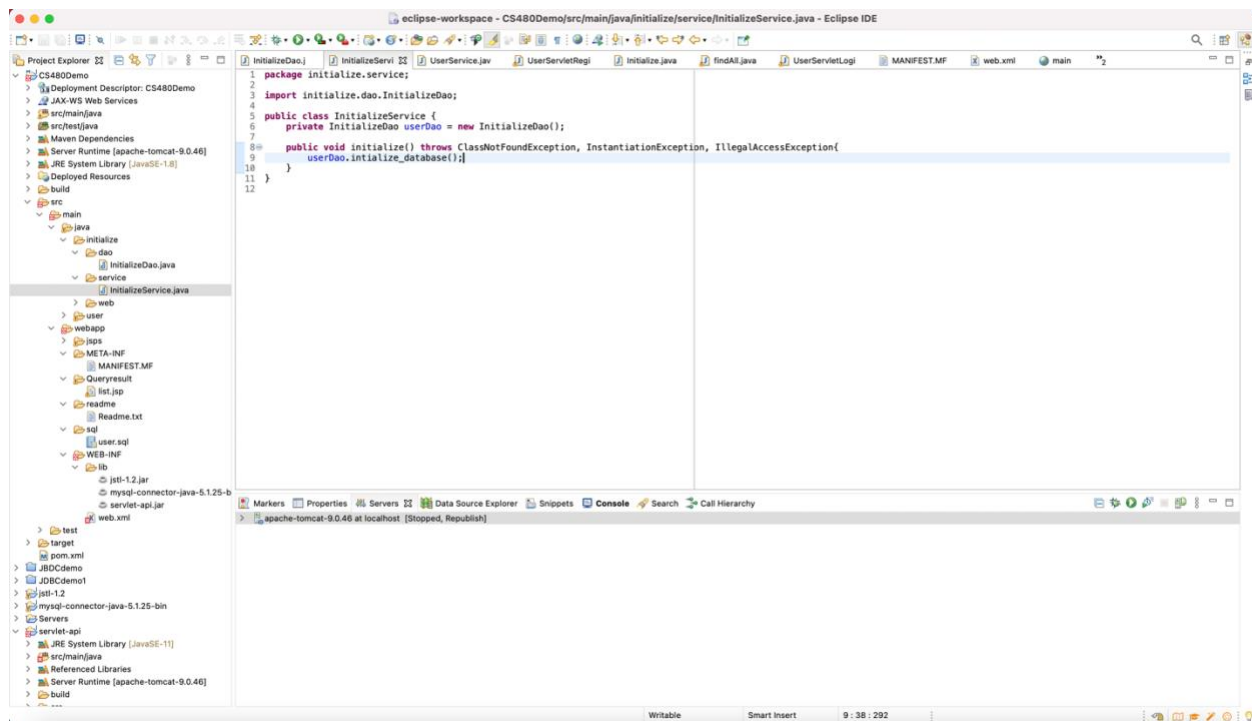 eclipse-workspace - CS480Demo/src/main/java/initialize/service/InitializeService.java - Eclipse IDE
Project Explorer
CS480Demo
Deployment Descriptor: CS480Demo
JAX-WS Web Services
src/main/java
src/test/java
Maven Dependencies
Server Runtime [apache-tomcat-9.0.46]
JRE System Library [JavaSE-1.8]
Deployed Resources
build
src
main
java
initialize
dao
InitializeDao.java
service
InitializeService.java
web
user
webapp
jsps
META-INF
MANIFEST.MF
Queryresult
list.jsp
readme
Readme.txt
sql
user.sql
WEB-INF
lib
jstl-1.2.jar
mysql-connector-java-5.1.25-b
servlet-api.jar
web.xml
test
target
pom.xml
JBDCdemo
JDBCdemo1
jstl-1.2
mysql-connector-java-5.1.25-bin
Servers
servlet-api
JRE System Library [JavaSE-11]
src/main/java
Referenced Libraries
Server Runtime [apache-tomcat-9.0.46]
build
InitializeDao.j InitializeServi UserService.jav UserServletRegi Initialize.java findAll.java UserServletLogi MANIFEST.MF web.xml main "2
1 package initialize.service;
2
3 import initialize.dao.InitializeDao;
4
5 public class InitializeService {
6 private InitializeDao userDao = new InitializeDao();
7
8 public void initialize() throws ClassNotFoundException, InstantiationException, IllegalAccessException{
9 userDao.intialize_database();
10 }
11 }
12
Markers Properties Servers Data Source Explorer Snippets Console Search Call Hierarchy
apache-tomcat-9.0.46 at localhost [Stopped, Republish]
Writable Smart Insert 9 : 38 : 292